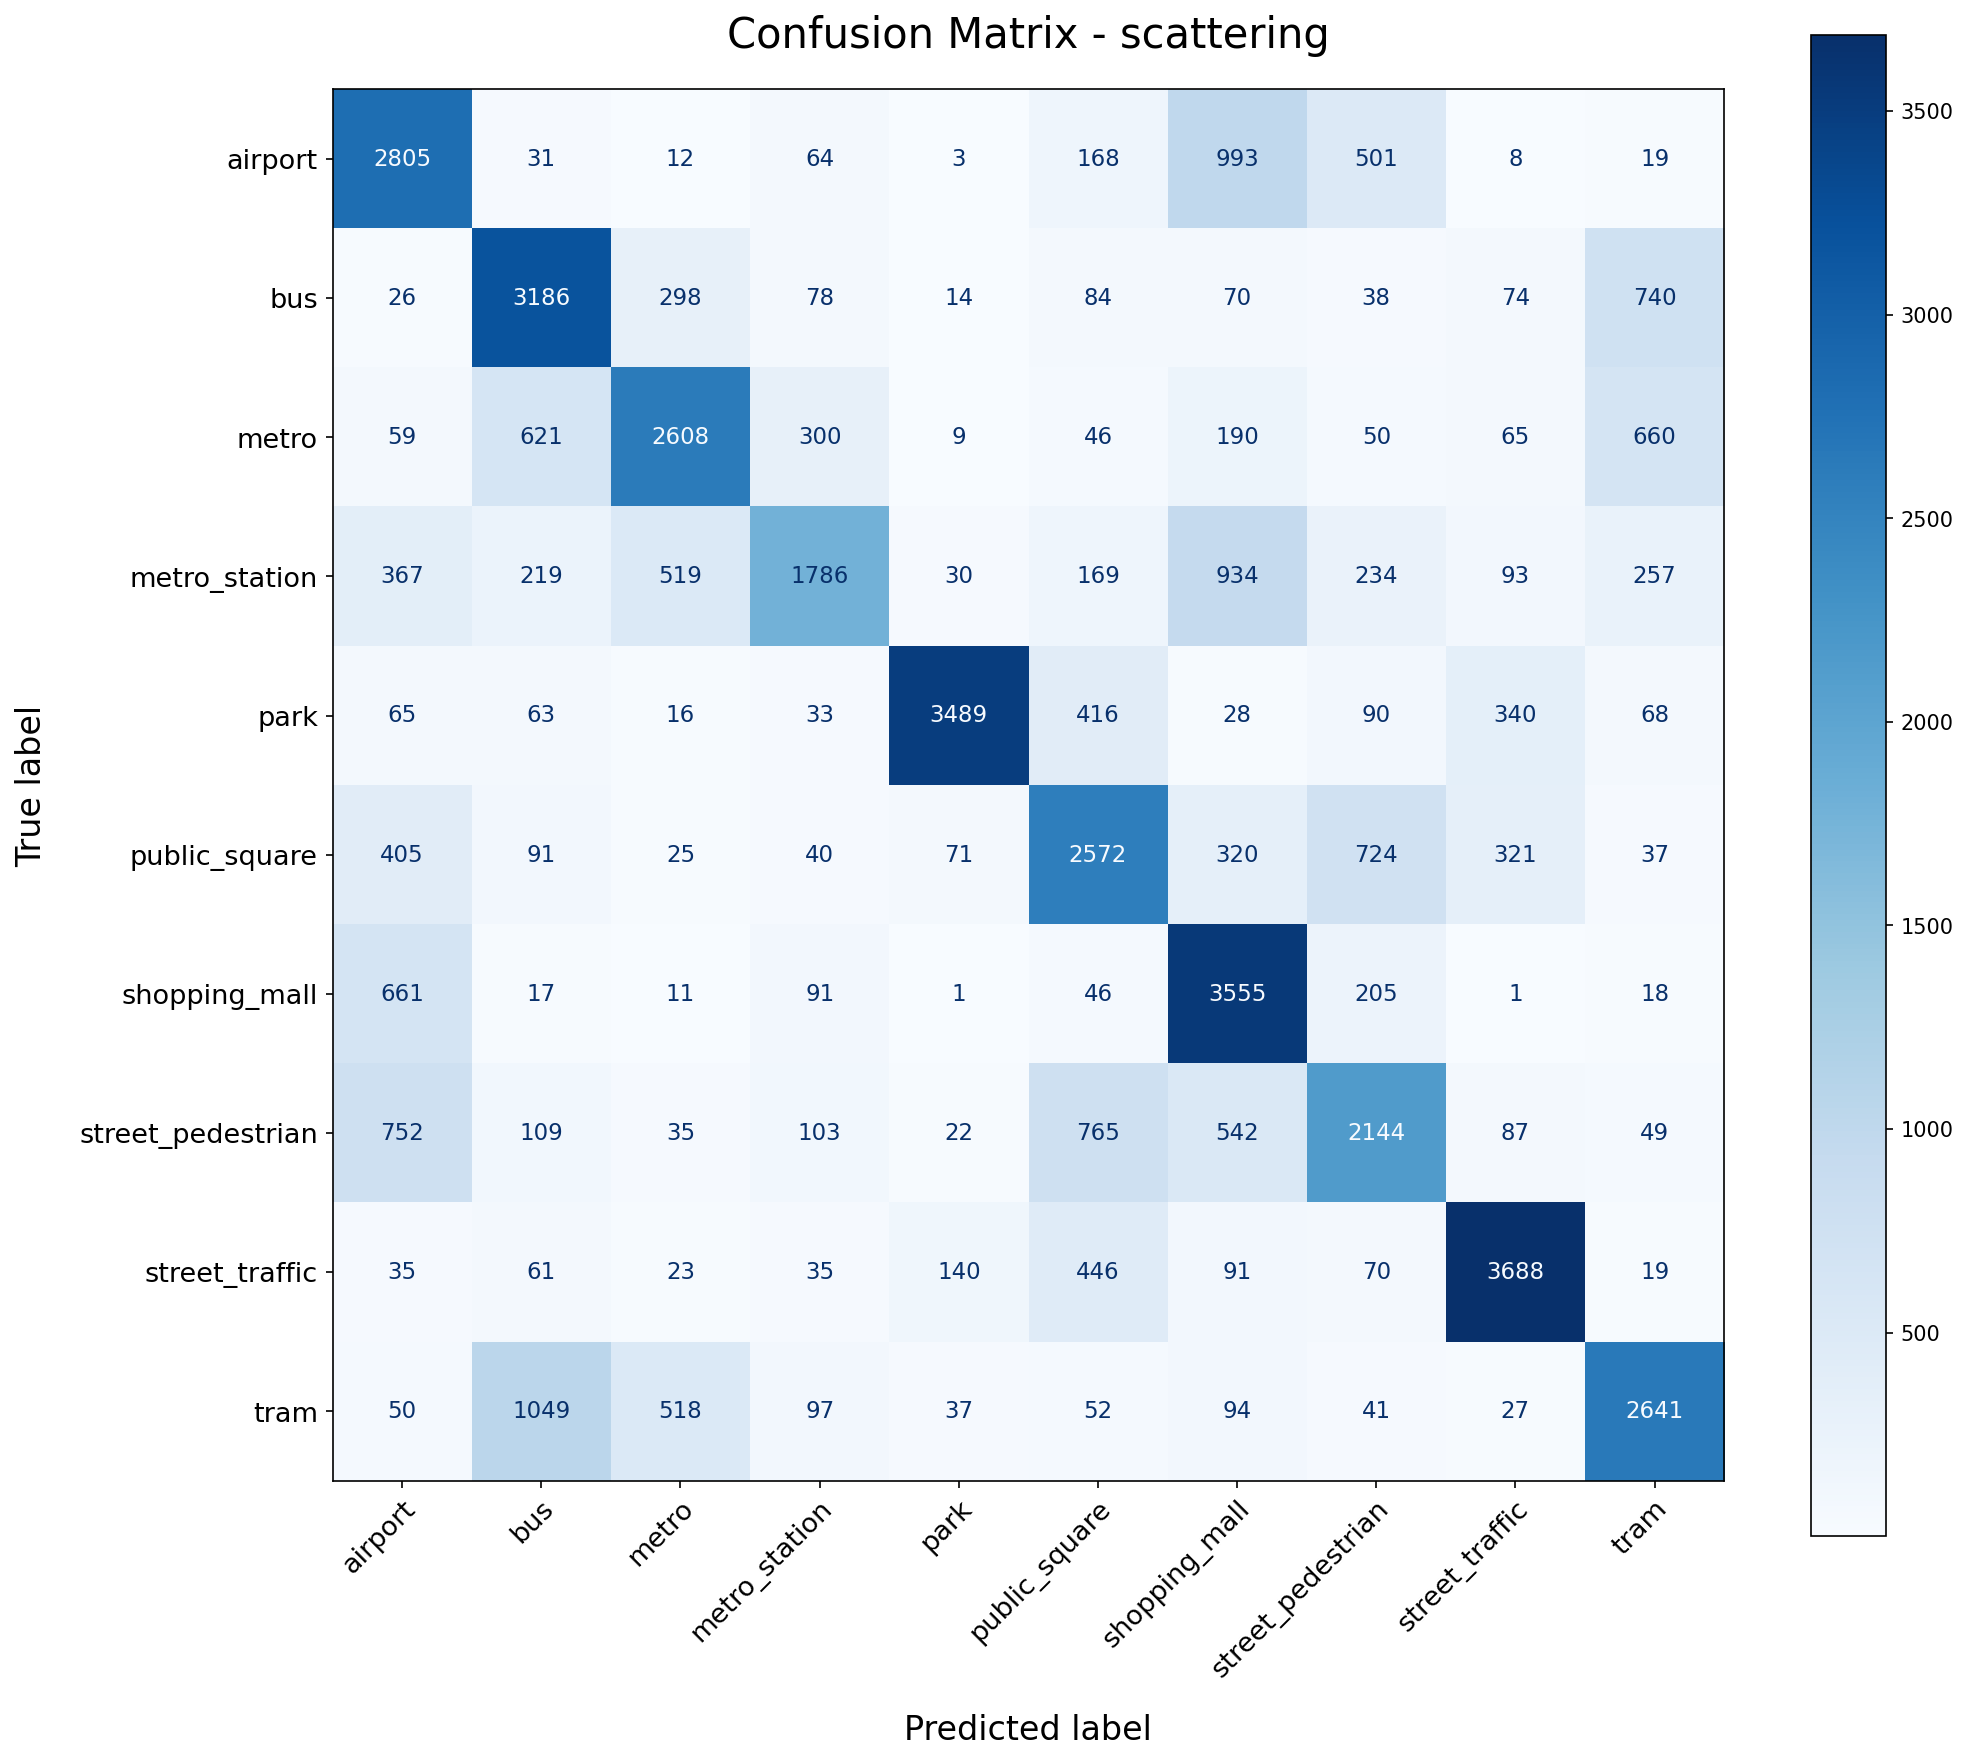 Confusion Matrix - scattering
airport 2805 31 12 64 3 168 993 501 8 19
bus 26 3186 298 78 14 84 70 38 74 740
metro 59 621 2608 300 9 46 190 50 65 660
metro_station 367 219 519 1786 30 169 934 234 93 257
park 65 63 16 33 3489 416 28 90 340 68
public_square 405 91 25 40 71 2572 320 724 321 37
shopping_mall 661 17 11 91 1 46 3555 205 1 18
street_pedestrian 752 109 35 103 22 765 542 2144 87 49
street_traffic 35 61 23 35 140 446 91 70 3688 19
tram 50 1049 518 97 37 52 94 41 27 2641
True label
airport
bus
metro
metro_station
park
public_square
shopping_mall
street_pedestrian
street_traffic
tram
Predicted label
3500
3000
2500
2000
1500
1000
500